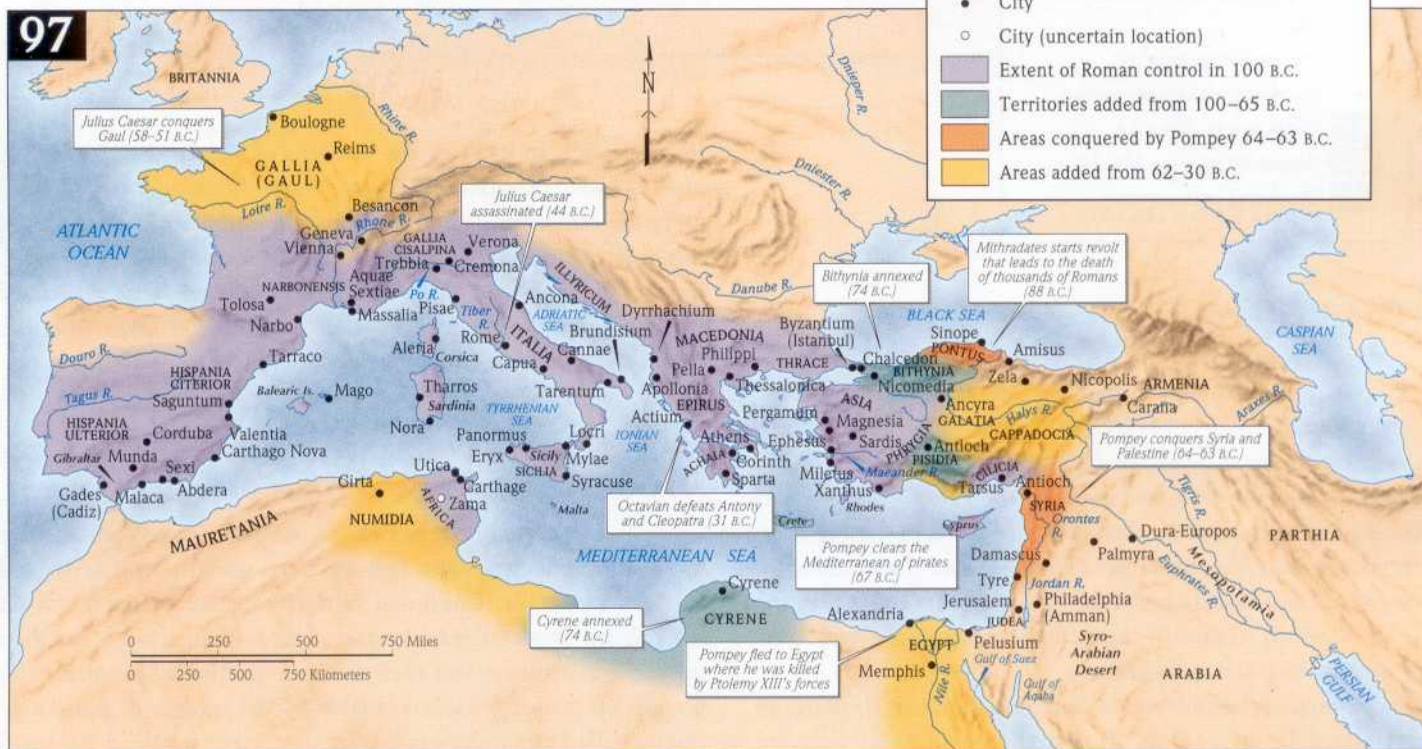 97
City
City (uncertain location)
Extent of Roman control in 100 B.C.
Territories added from 100–65 B.C.
Areas conquered by Pompey 64–63 B.C.
Areas added from 62–30 B.C.
N
BRITANNIA
Julius Caesar conquers
Gaul (58–51 B.C.)
Boulogne
Reims
Rhine R.
GALLIA
(GAUL)
Loire R.
Besancon
ATLANTIC
OCEAN
Geneva
Rhone R.
Vienna
GALLIA
CISALPINA
Verona
Trebbia
Cremona
Julius Caesar
assassinated (44 B.C.)
Dnieper R.
Dniester R.
Danube R.
NARBONENSIS
Aquae
Sextiae
Po R.
Pisae
Tolosa
Massalia
Narbo
Tiber
R.
Ancona
ADRIATIC
SEA
ILLYRICUM
Dyrrhachium
Rome
ITALIA
Brundisium
Cannae
Capua
Tarentum
Aleria
Corsica
Douro R.
Tarraco
HISPANIA
CITERIOR
Tagus R.
Saguntum
Balearic Is.
Mago
Tharros
Sardinia
Nora
TYRRHENIAN
SEA
HISPANIA
ULTERIOR
Corduba
Valentia
Munda
Carthago Nova
Gibraltar
Sexi
Gades
(Cadiz)
Malaca
Abdera
Panormus
Eryx
Sicily
SICILIA
Locri
Mylae
Syracuse
IONIAN
SEA
Utica
Carthage
Zama
AFRICA
Malta
Cirta
NUMIDIA
MAURETANIA
MACEDONIA
Philippi
Pella
Apollonia
Thessalonica
EPIRUS
Actium
Athens
ACHAIA
Corinth
Sparta
THRACE
Byzantium
(Istanbul)
Bithynia annexed
(74 B.C.)
Mithradates starts revolt
that leads to the death
of thousands of Romans
(88 B.C.)
BLACK SEA
Sinope
PONTUS
Amisus
Chalcedon
BITHYNIA
Nicomedia
Zela
Nicopolis
ARMENIA
CASPIAN
SEA
Carana
Araxes R.
Ancyra
GALATIA
Halys R.
CAPPADOCIA
Pergamum
ASIA
Magnesia
Ephesus
Sardis
PHRYGIA
Antioch
PISIDIA
Miletus
Maeander R.
Xanthus
Rhodes
CILICIA
Tarsus
Antioch
SYRIA
Orontes
R.
Pompey conquers Syria and
Palestine (64–63 B.C.)
Tigris R.
Octavian defeats Antony
and Cleopatra (31 B.C.)
Crete
Cyprus
MEDITERRANEAN SEA
Pompey clears the
Mediterranean of pirates
(67 B.C.)
Dura-Europos
Palmyra
PARTHIA
Mesopotamia
Euphrates R.
Damascus
Tyre
Jordan R.
Jerusalem
JUDEA
Philadelphia
(Amman)
Syro-
Arabian
Desert
ARABIA
PERSIAN
GULF
Cyrene
CYRENE
Cyrene annexed
(74 B.C.)
Alexandria
Pelusium
EGYPT
Memphis
Nile R.
Gulf of Suez
Gulf of
Aqaba
Pompey fled to Egypt
where he was killed
by Ptolemy XIII's forces
0 250 500 750 Miles
0 250 500 750 Kilometers